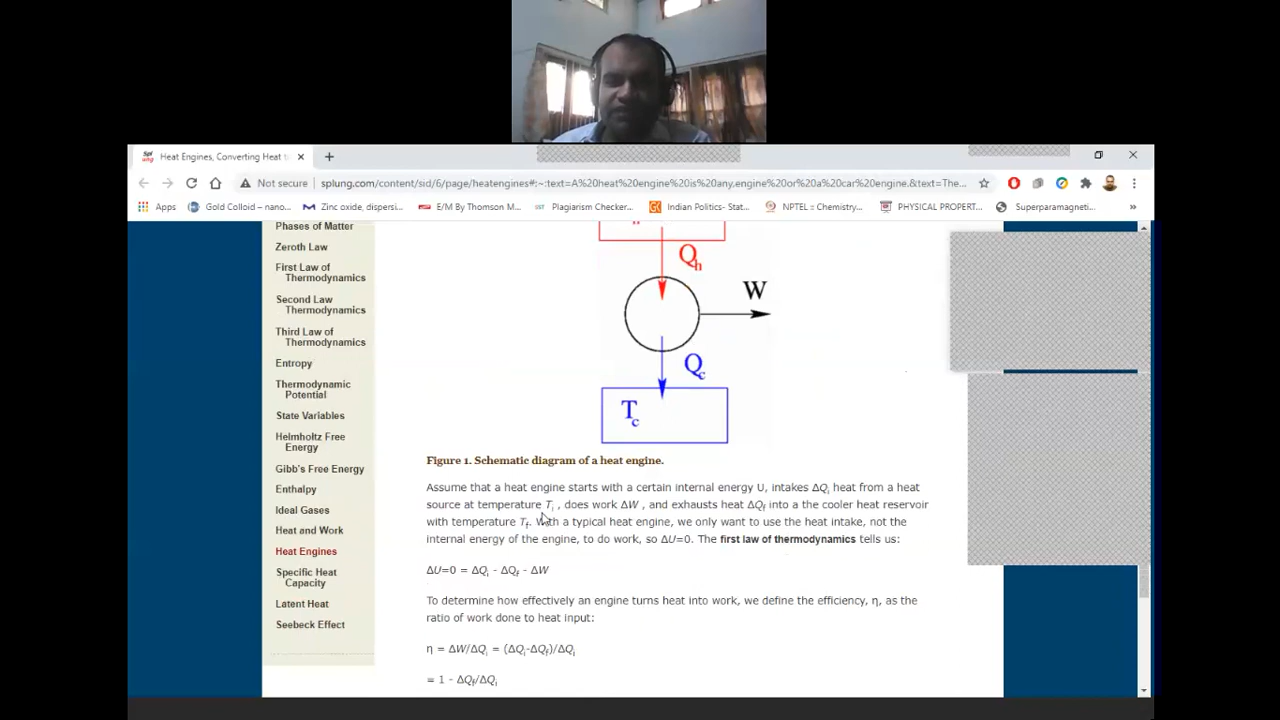 Spl
ung
Heat Engines, Converting Heat t
Not secure
splung.com/content/sid/6/page/heatengines#:~:text=A%20heat%20engine%20is%20any,engine%20or%20a%20car%20engine.&text=The...
Apps
Gold Colloid – nano...
Zinc oxide, dispersi...
E/M By Thomson M...
Plagiarism Checker...
Indian Politics- Stat...
NPTEL :: Chemistry...
PHYSICAL PROPERT...
Superparamagneti...
»
Phases of Matter
Zeroth Law
First Law of
Thermodynamics
Second Law
Thermodynamics
Third Law of
Thermodynamics
Entropy
Thermodynamic
Potential
State Variables
Helmholtz Free
Energy
Gibb's Free Energy
Enthalpy
Ideal Gases
Heat and Work
Heat Engines
Specific Heat
Capacity
Latent Heat
Seebeck Effect
Qh
W
Qc
Tc
Figure 1. Schematic diagram of a heat engine.
Assume that a heat engine starts with a certain internal energy U, intakes ΔQi heat from a heat
source at temperature Ti , does work ΔW , and exhausts heat ΔQf into a the cooler heat reservoir
with temperature Tf. With a typical heat engine, we only want to use the heat intake, not the
internal energy of the engine, to do work, so ΔU=0. The first law of thermodynamics tells us:
ΔU=0 = ΔQi - ΔQf - ΔW
To determine how effectively an engine turns heat into work, we define the efficiency, η, as the
ratio of work done to heat input:
η = ΔW/ΔQi = (ΔQi-ΔQf)/ΔQi
= 1 - ΔQf/ΔQi